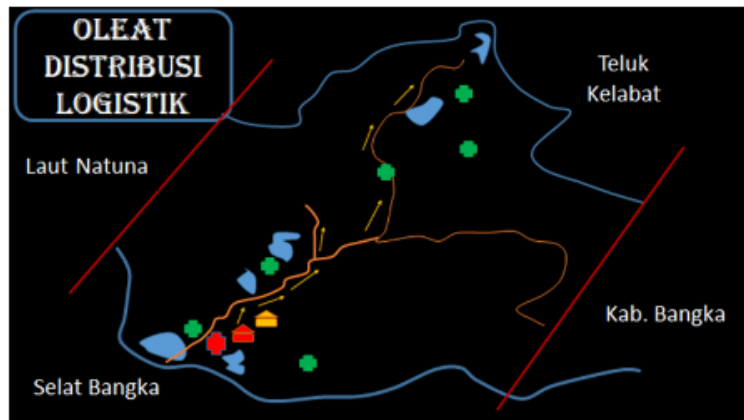 OLEAT
DISTRIBUSI
LOGISTIK
Teluk
Kelabat
Laut Natuna
Kab. Bangka
Selat Bangka